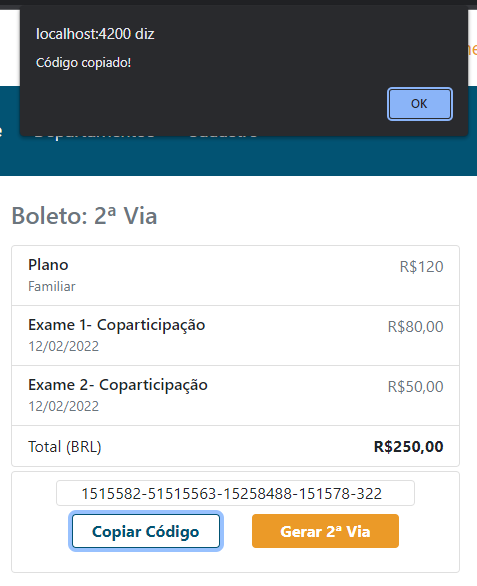 localhost:4200 diz
Código copiado!
OK
Boleto: 2ª Via
Plano R$120
Familiar
Exame 1- Coparticipação R$80,00
12/02/2022
Exame 2- Coparticipação R$50,00
12/02/2022
Total (BRL) R$250,00
1515582-51515563-15258488-151578-322
Copiar Código Gerar 2ª Via